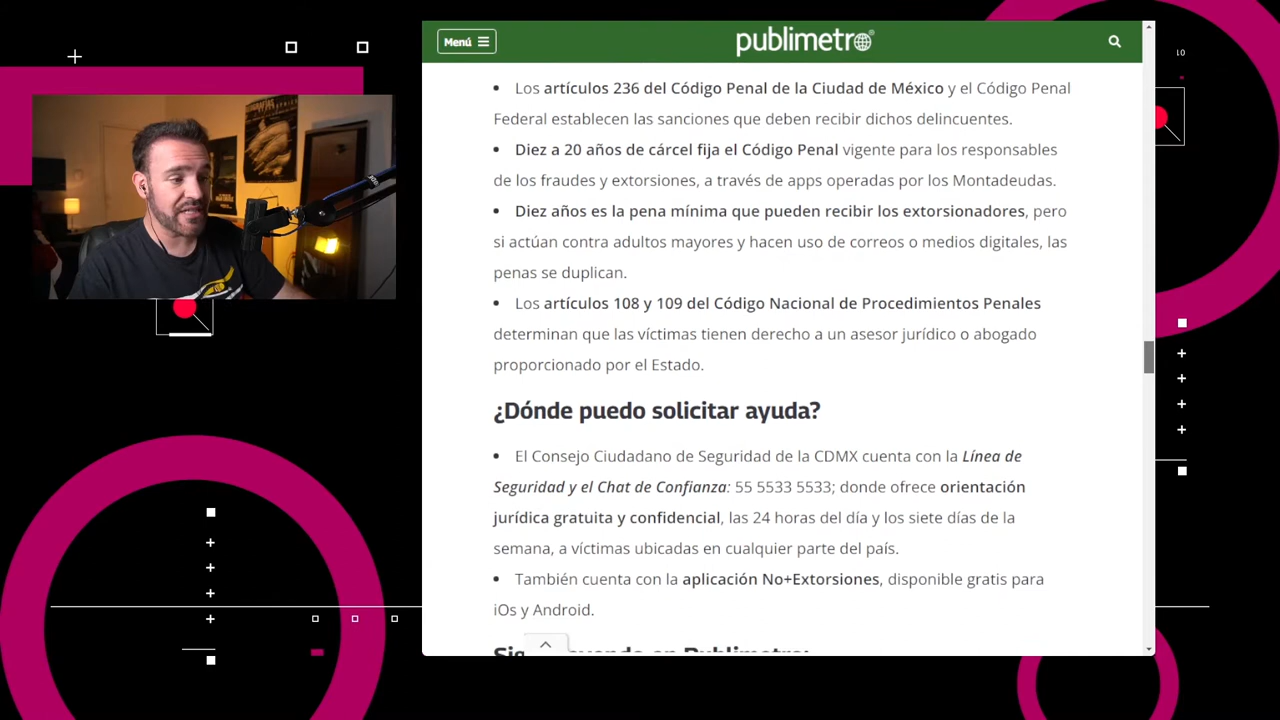 Menú
publimetro
Los artículos 236 del Código Penal de la Ciudad de México y el Código Penal
Federal establecen las sanciones que deben recibir dichos delincuentes.
Diez a 20 años de cárcel fija el Código Penal vigente para los responsables
de los fraudes y extorsiones, a través de apps operadas por los Montadeudas.
Diez años es la pena mínima que pueden recibir los extorsionadores, pero
si actúan contra adultos mayores y hacen uso de correos o medios digitales, las
penas se duplican.
Los artículos 108 y 109 del Código Nacional de Procedimientos Penales
determinan que las víctimas tienen derecho a un asesor jurídico o abogado
proporcionado por el Estado.
¿Dónde puedo solicitar ayuda?
El Consejo Ciudadano de Seguridad de la CDMX cuenta con la Línea de
Seguridad y el Chat de Confianza: 55 5533 5533; donde ofrece orientación
jurídica gratuita y confidencial, las 24 horas del día y los siete días de la
semana, a víctimas ubicadas en cualquier parte del país.
También cuenta con la aplicación No+Extorsiones, disponible gratis para
iOs y Android.